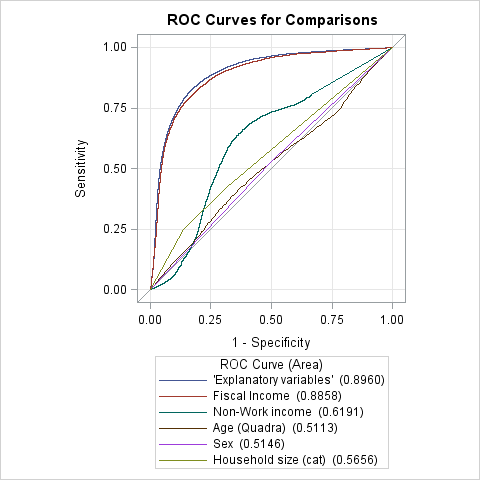 ROC Curves for Comparisons
1.00
0.75
0.50
0.25
0.00
Sensitivity
0.00 0.25 0.50 0.75 1.00
1 - Specificity
ROC Curve (Area)
'Explanatory variables' (0.8960)
Fiscal Income (0.8858)
Non-Work income (0.6191)
Age (Quadra) (0.5113)
Sex (0.5146)
Household size (cat) (0.5656)